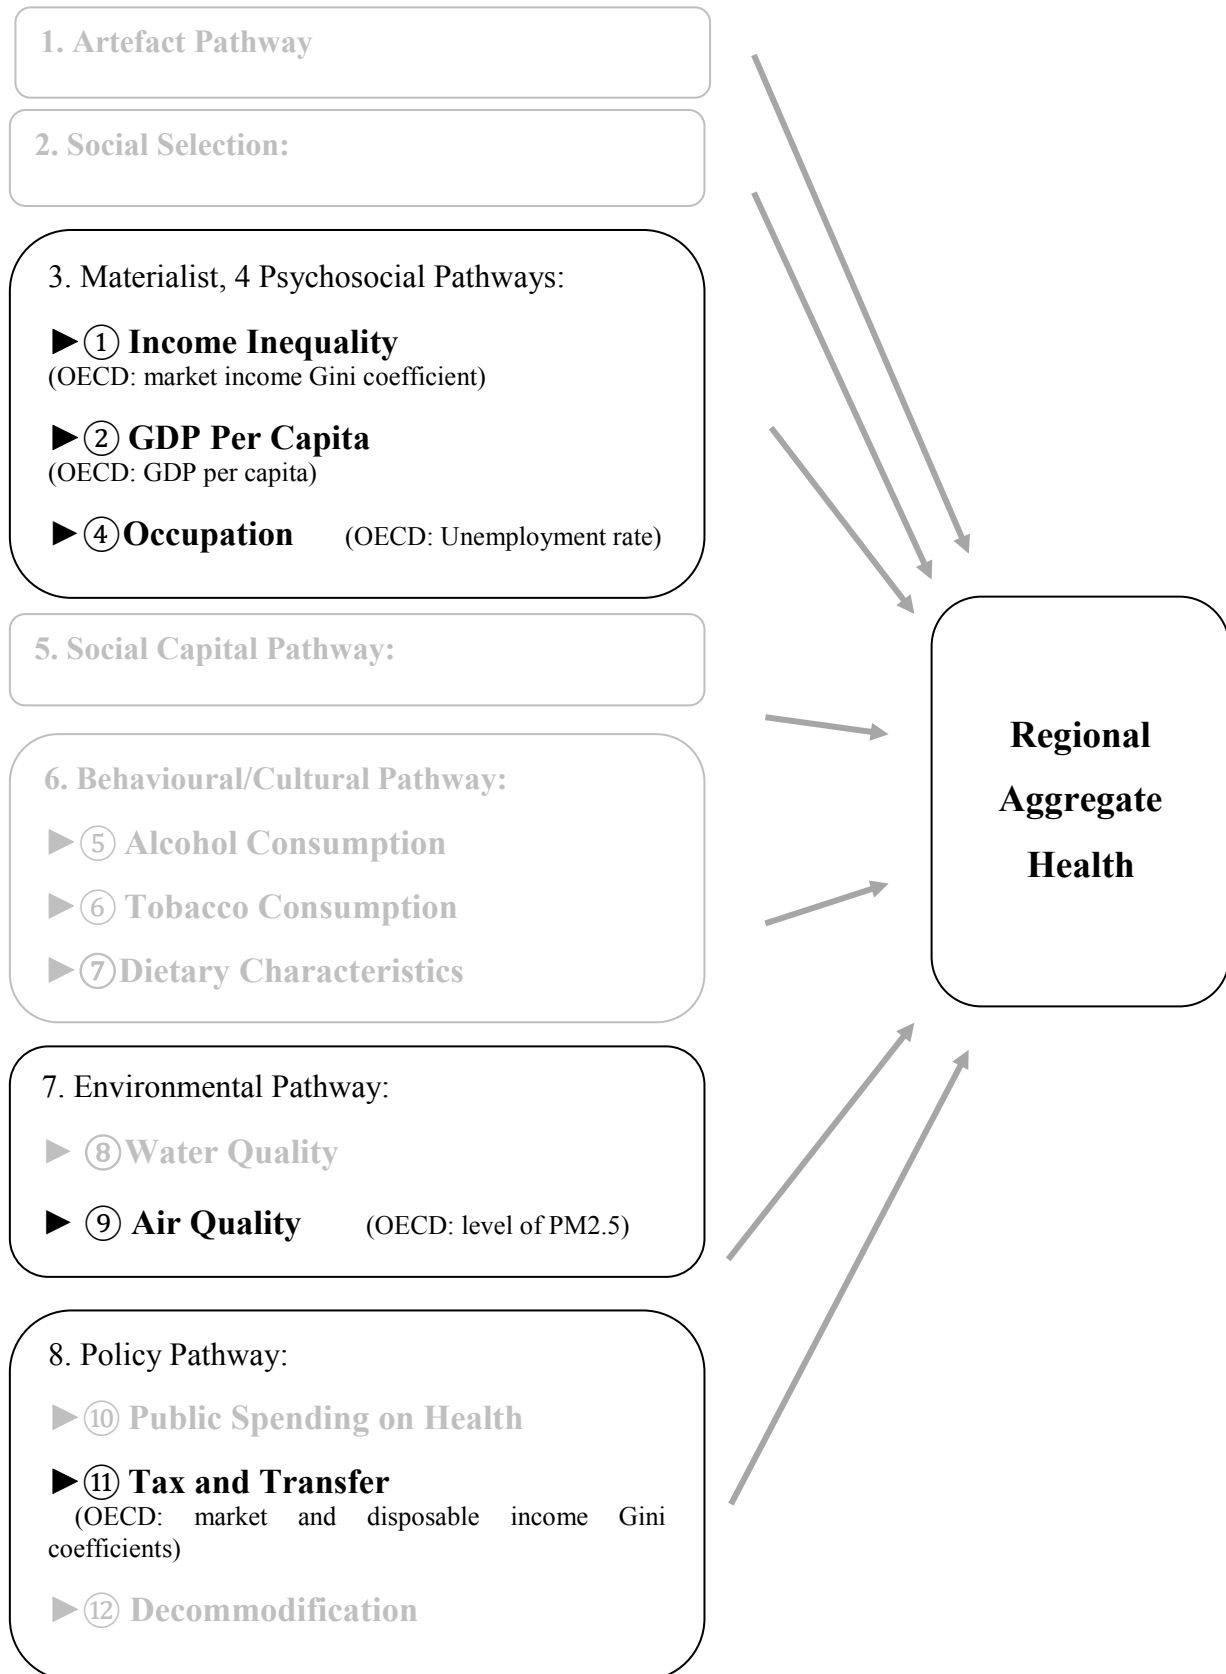 1. Artefact Pathway
2. Social Selection:
3. Materialist, 4 Psychosocial Pathways:
►① Income Inequality
(OECD: market income Gini coefficient)
►② GDP Per Capita
(OECD: GDP per capita)
►④Occupation (OECD: Unemployment rate)
5. Social Capital Pathway:
6. Behavioural/Cultural Pathway:
►⑤ Alcohol Consumption
►⑥ Tobacco Consumption
►⑦Dietary Characteristics
7. Environmental Pathway:
► ⑧Water Quality
► ⑨ Air Quality (OECD: level of PM2.5)
8. Policy Pathway:
►⑩ Public Spending on Health
►⑪ Tax and Transfer
(OECD: market and disposable income Gini
coefficients)
►⑫ Decommodification
Regional
Aggregate
Health